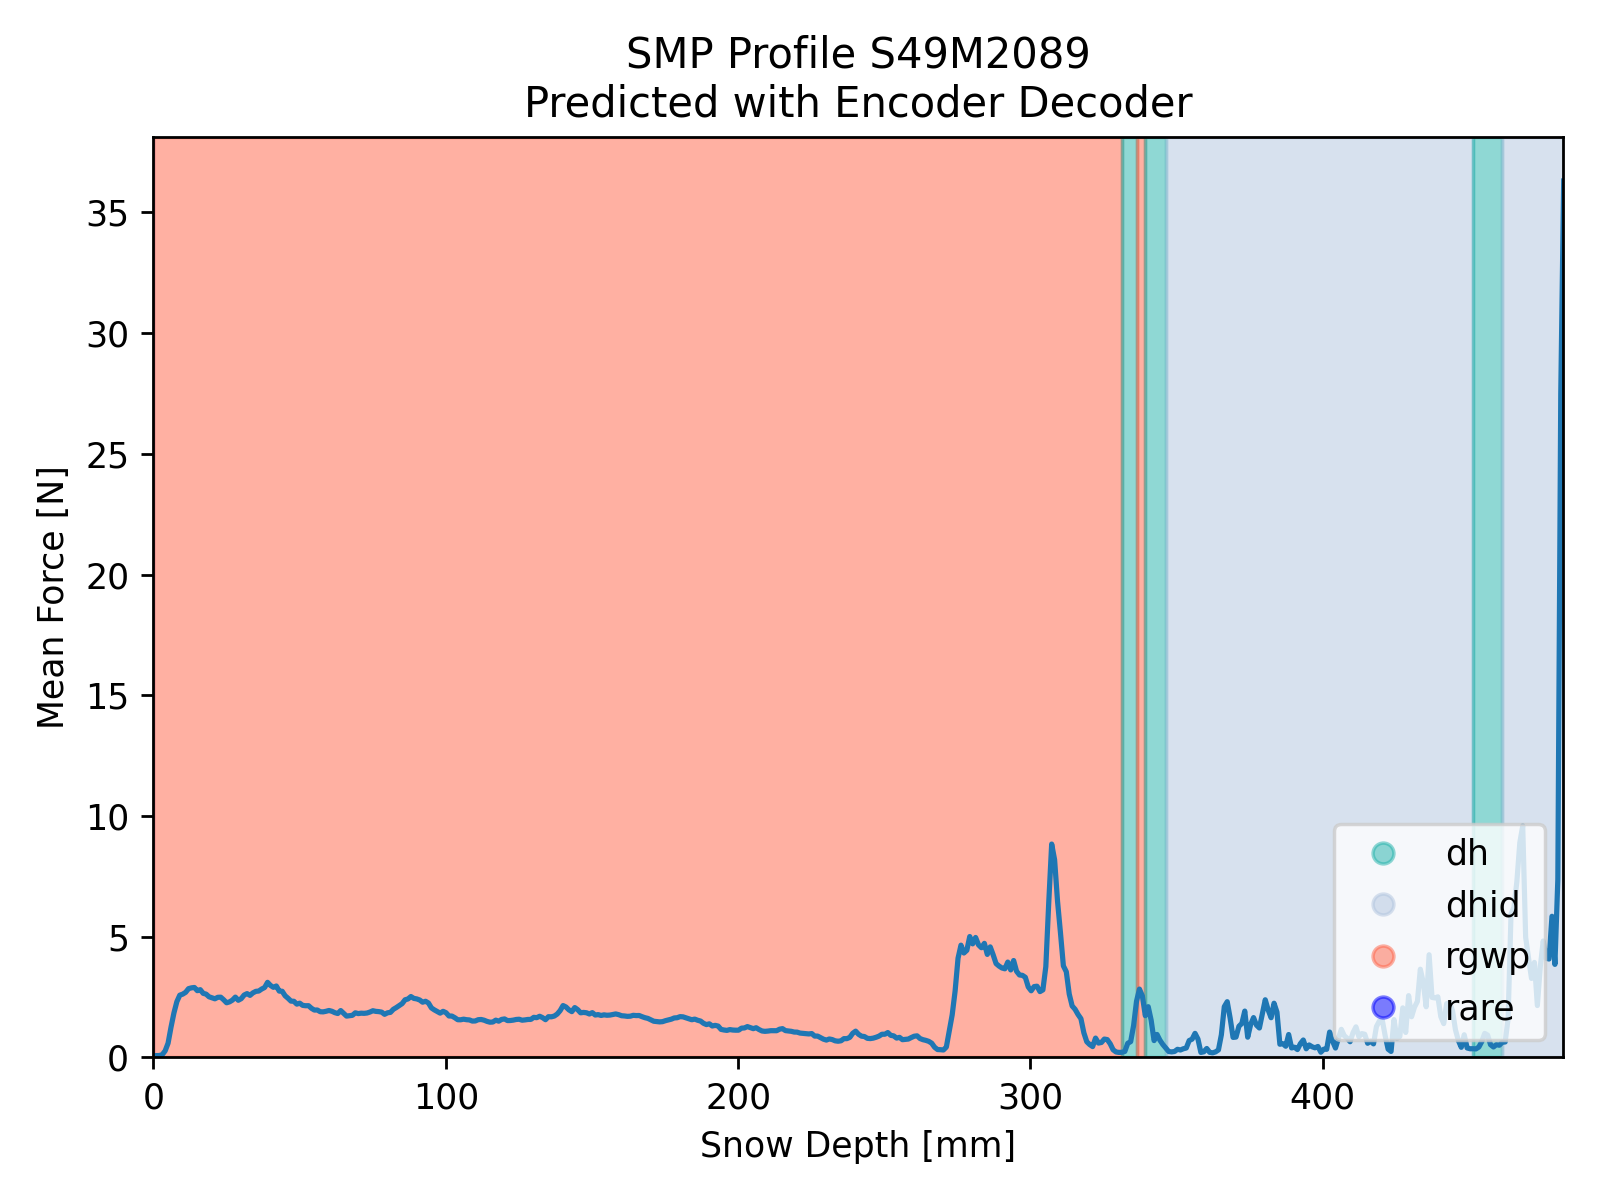 SMP Profile S49M2089
Predicted with Encoder Decoder
Mean Force [N]
35
30
25
20
15
10
5
0
dh
dhid
rgwp
rare
0 100 200 300 400
Snow Depth [mm]